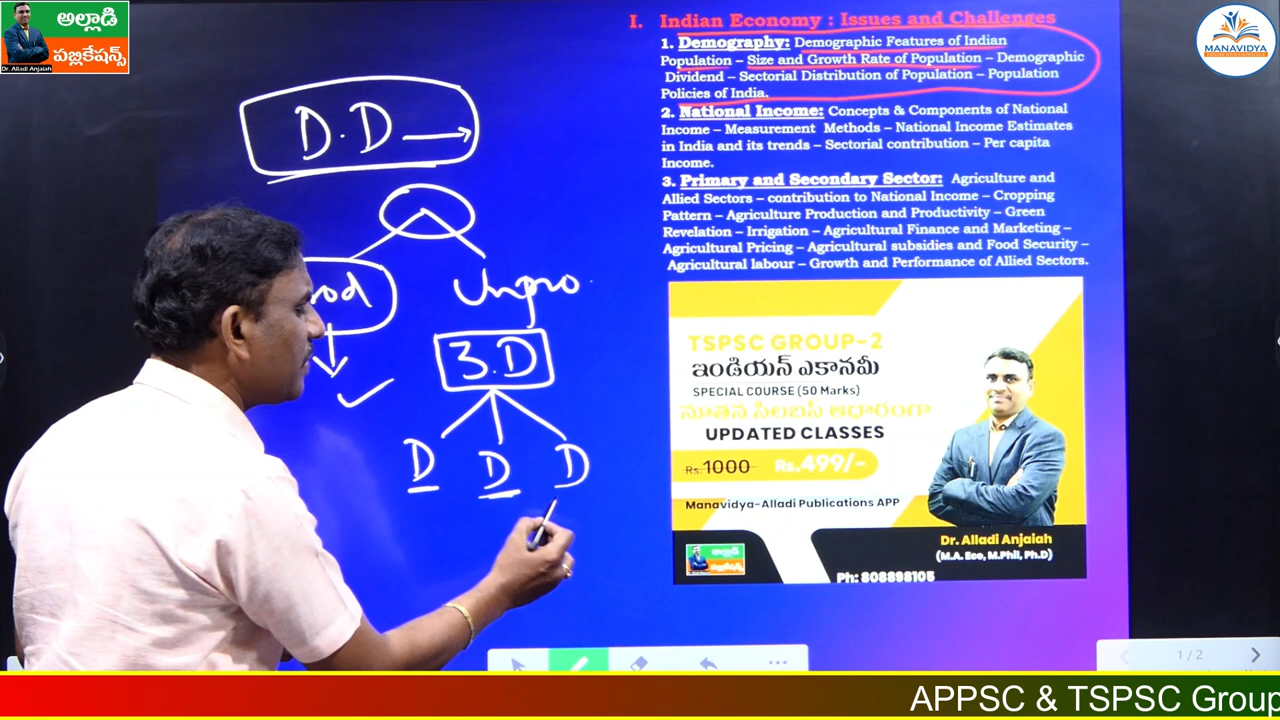 అల్లాడి
పబ్లికేషన్స్
Dr. Alladi Anjaiah
D.D
rod
Unpro
3.D
D D D
I. Indian Economy : Issues and Challenges
1. Demography: Demographic Features of Indian
Population – Size and Growth Rate of Population – Demographic
Dividend – Sectorial Distribution of Population – Population
Policies of India.
2. National Income: Concepts & Components of National
Income – Measurement Methods – National Income Estimates
in India and its trends – Sectorial contribution – Per capita
Income.
3. Primary and Secondary Sector: Agriculture and
Allied Sectors – contribution to National Income – Cropping
Pattern – Agriculture Production and Productivity – Green
Revelation – Irrigation – Agricultural Finance and Marketing –
Agricultural Pricing – Agricultural subsidies and Food Security –
Agricultural labour – Growth and Performance of Allied Sectors.
TSPSC GROUP-2
ఇండియన్ ఎకానమీ
SPECIAL COURSE (50 Marks)
నూతన సిలబస్ ఆధారంగా
UPDATED CLASSES
Rs.1000 Rs.499/-
Manavidya-Alladi Publications APP
Dr. Alladi Anjaiah
(M.A. Eco, M.Phil, Ph.D)
Ph: 808898105
MANAVIDYA
1 / 2
APPSC & TSPSC Group